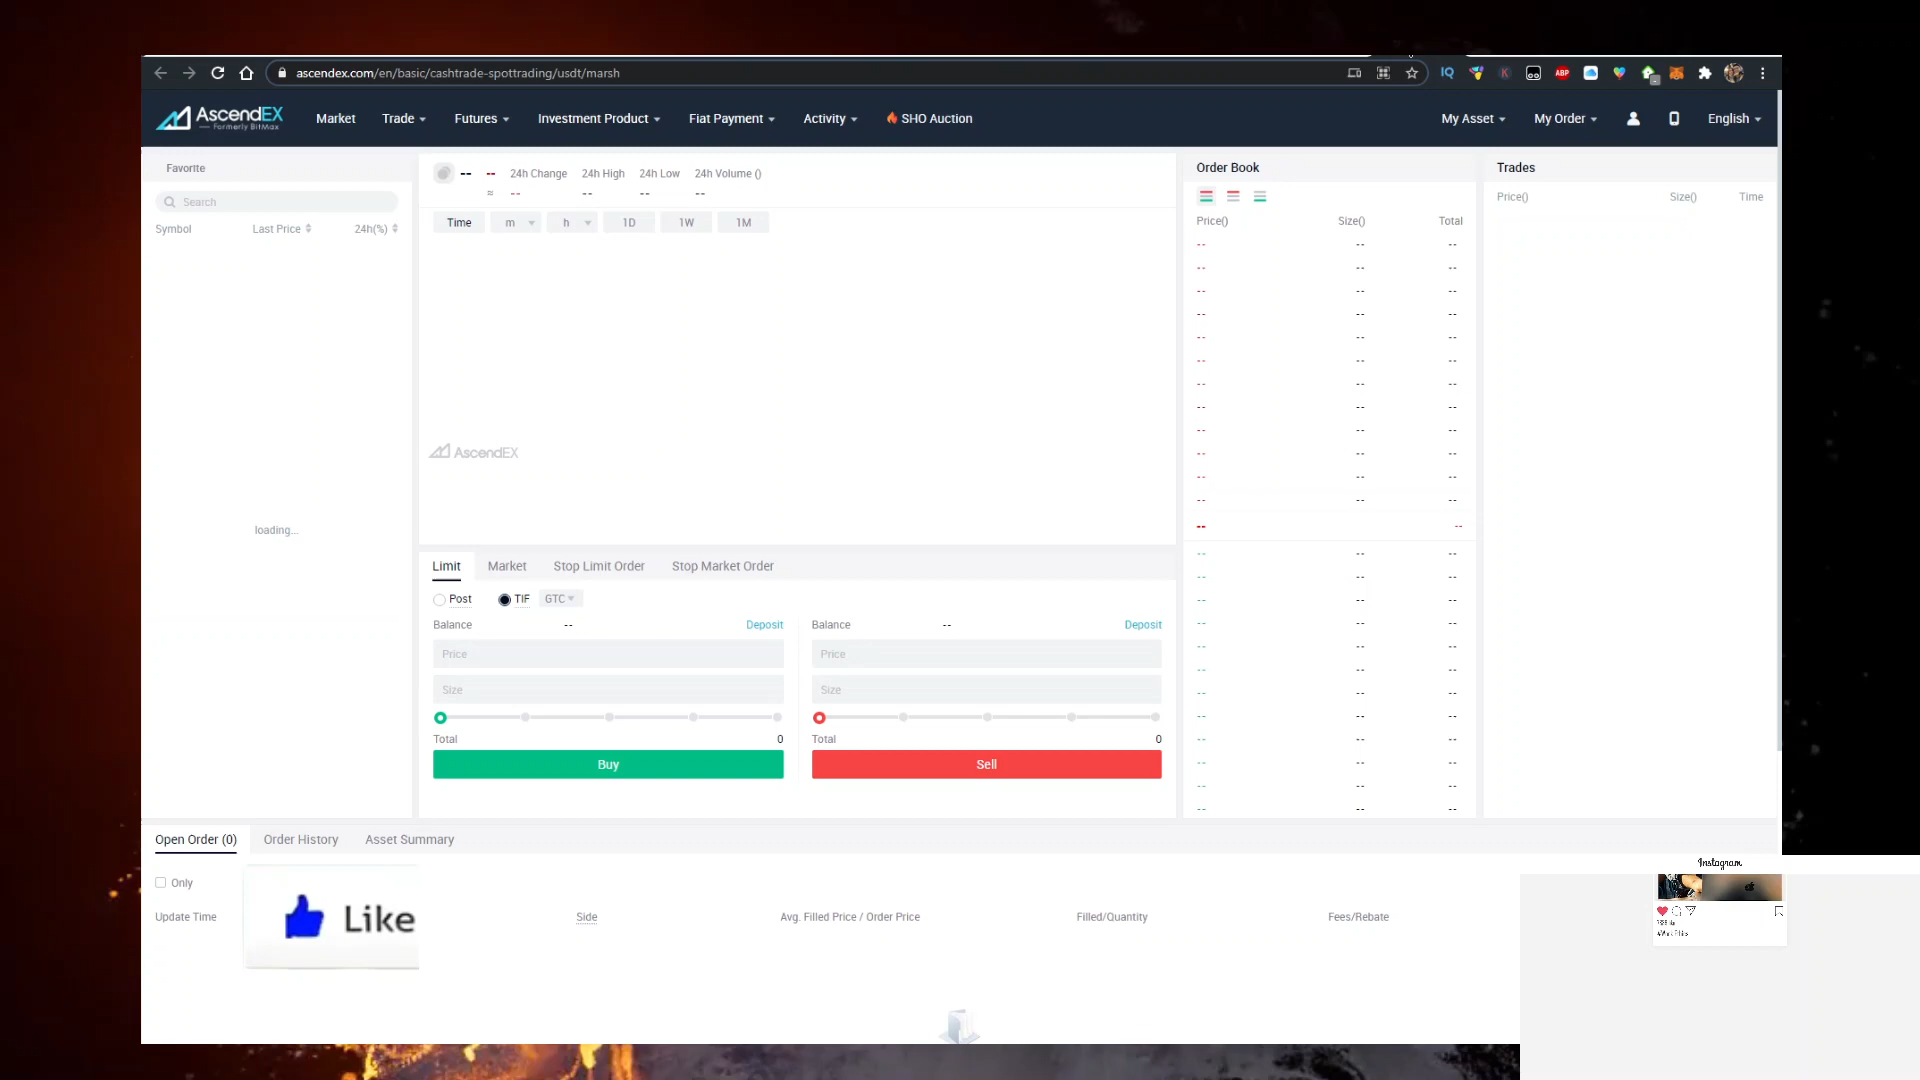 ascendex.com/en/basic/cashtrade-spottrading/usdt/marsh
IQ
K
ABP
AscendEX
Formerly BitMax
Market
Trade
Futures
Investment Product
Fiat Payment
Activity
SHO Auction
My Asset
My Order
English
Favorite
Search
Symbol
Last Price
24h(%)
loading...
--
--
24h Change
24h High
24h Low
24h Volume ()
≈
--
--
--
--
Time
m
h
1D
1W
1M
AscendEX
Limit
Market
Stop Limit Order
Stop Market Order
Post
TIF
GTC
Balance
--
Deposit
Price
Size
Total
0
Buy
Balance
--
Deposit
Price
Size
Total
0
Sell
Order Book
Price()
Size()
Total
-- -- --
-- -- --
-- -- --
-- -- --
-- -- --
-- -- --
-- -- --
-- -- --
-- -- --
-- -- --
-- -- --
-- -- --
-- --
-- -- --
-- -- --
-- -- --
-- -- --
-- -- --
-- -- --
-- -- --
-- -- --
-- -- --
-- -- --
-- -- --
-- -- --
Trades
Price()
Size()
Time
Open Order (0)
Order History
Asset Summary
Only
Update Time
Like
Side
Avg. Filled Price / Order Price
Filled/Quantity
Fees/Rebate
Instagram